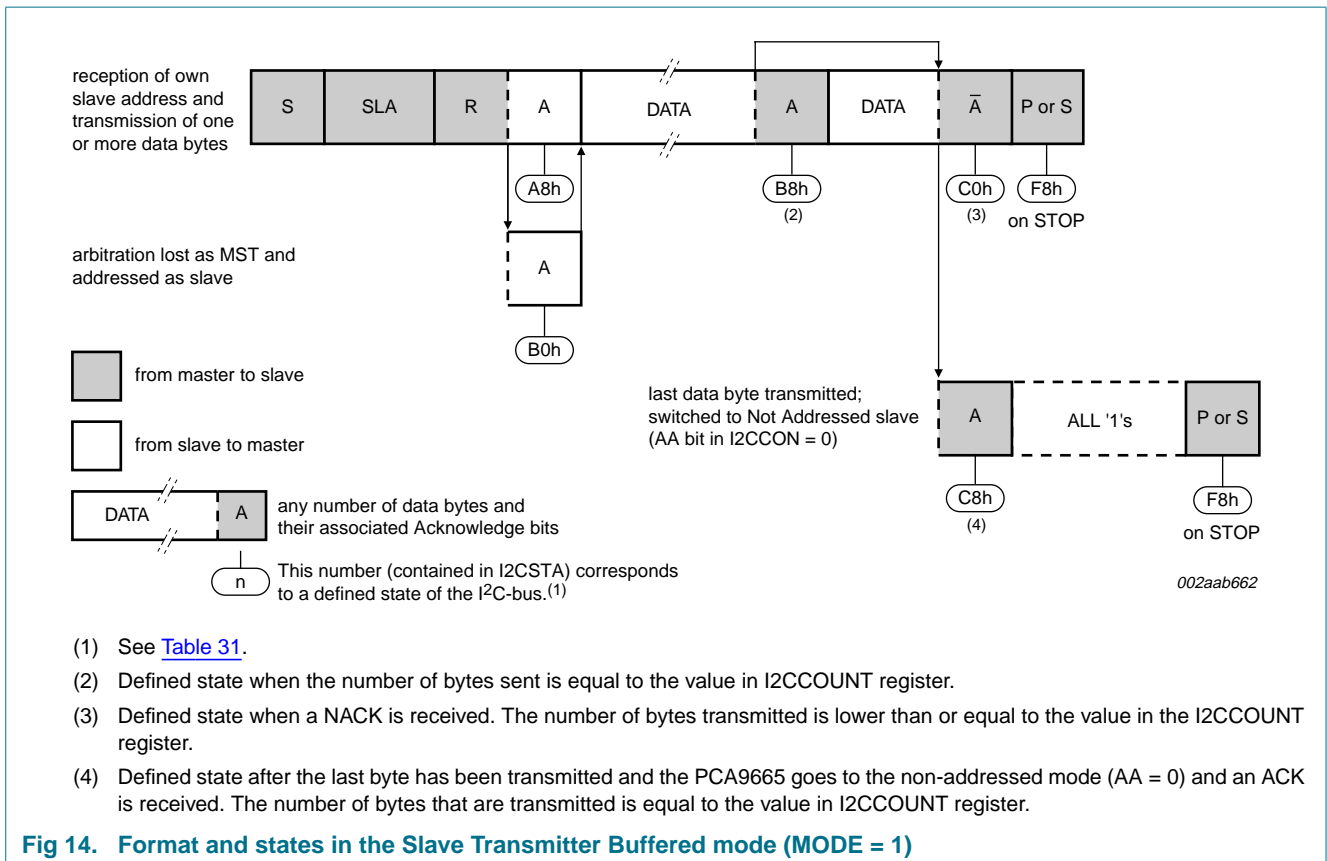 reception of own
slave address and
transmission of one
or more data bytes
S
SLA
R
A
DATA
A
DATA
A̅
P or S
A8h
B8h
(2)
C0h
(3)
F8h
on STOP
arbitration lost as MST and
addressed as slave
A
B0h
from master to slave
from slave to master
DATA
A
any number of data bytes and
their associated Acknowledge bits
n
This number (contained in I2CSTA) corresponds
to a defined state of the I²C-bus.(1)
last data byte transmitted;
switched to Not Addressed slave
(AA bit in I2CCON = 0)
A
ALL '1's
P or S
C8h
(4)
F8h
on STOP
002aab662
(1) See Table 31.
(2) Defined state when the number of bytes sent is equal to the value in I2CCOUNT register.
(3) Defined state when a NACK is received. The number of bytes transmitted is lower than or equal to the value in the I2CCOUNT
register.
(4) Defined state after the last byte has been transmitted and the PCA9665 goes to the non-addressed mode (AA = 0) and an ACK
is received. The number of bytes that are transmitted is equal to the value in I2CCOUNT register.
Fig 14. Format and states in the Slave Transmitter Buffered mode (MODE = 1)